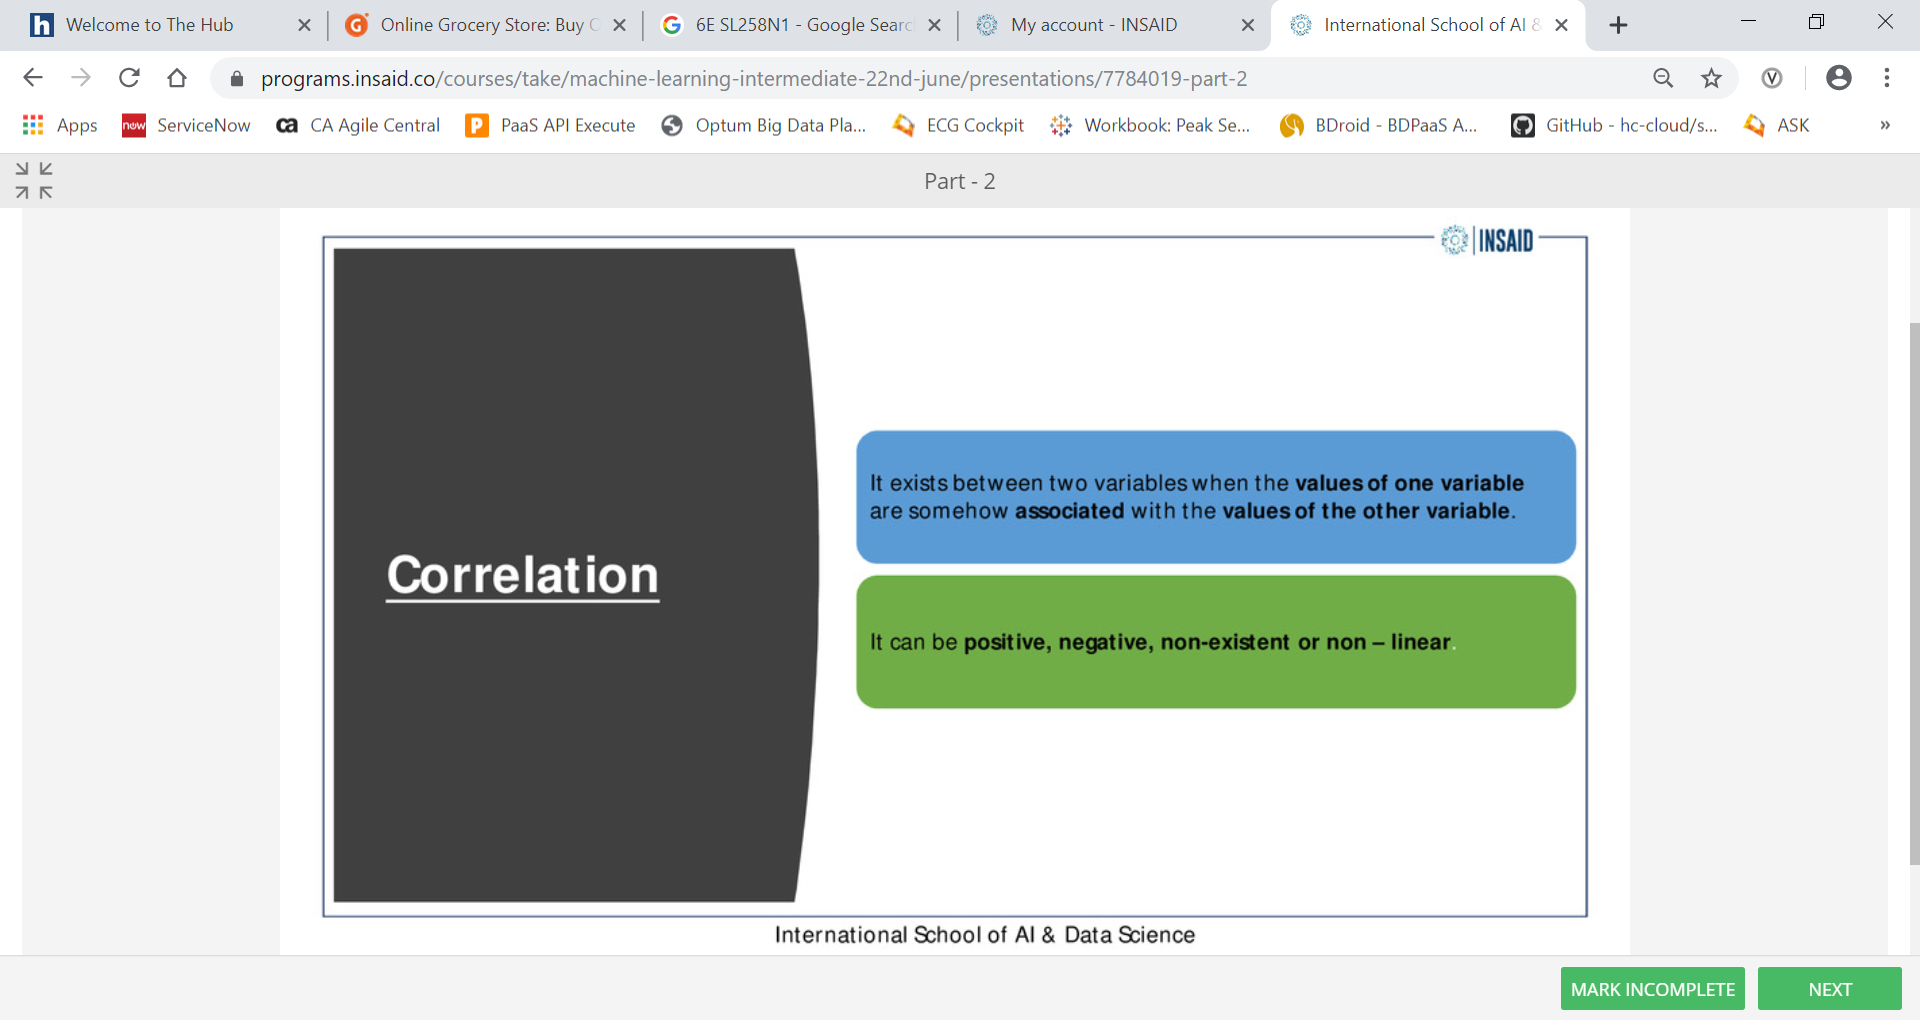 Welcome to The Hub
Online Grocery Store: Buy
6E SL258N1 - Google Searc
My account - INSAID
International School of AI &
programs.insaid.co/courses/take/machine-learning-intermediate-22nd-june/presentations/7784019-part-2
Apps
now ServiceNow
ca CA Agile Central
P PaaS API Execute
Optum Big Data Pla...
ECG Cockpit
Workbook: Peak Se...
BDroid - BDPaaS A...
GitHub - hc-cloud/s...
ASK
»
Part - 2
INSAID
Correlation
It exists between two variables when the values of one variable
are somehow associated with the values of the other variable.
It can be positive, negative, non-existent or non – linear.
International School of AI & Data Science
MARK INCOMPLETE
NEXT